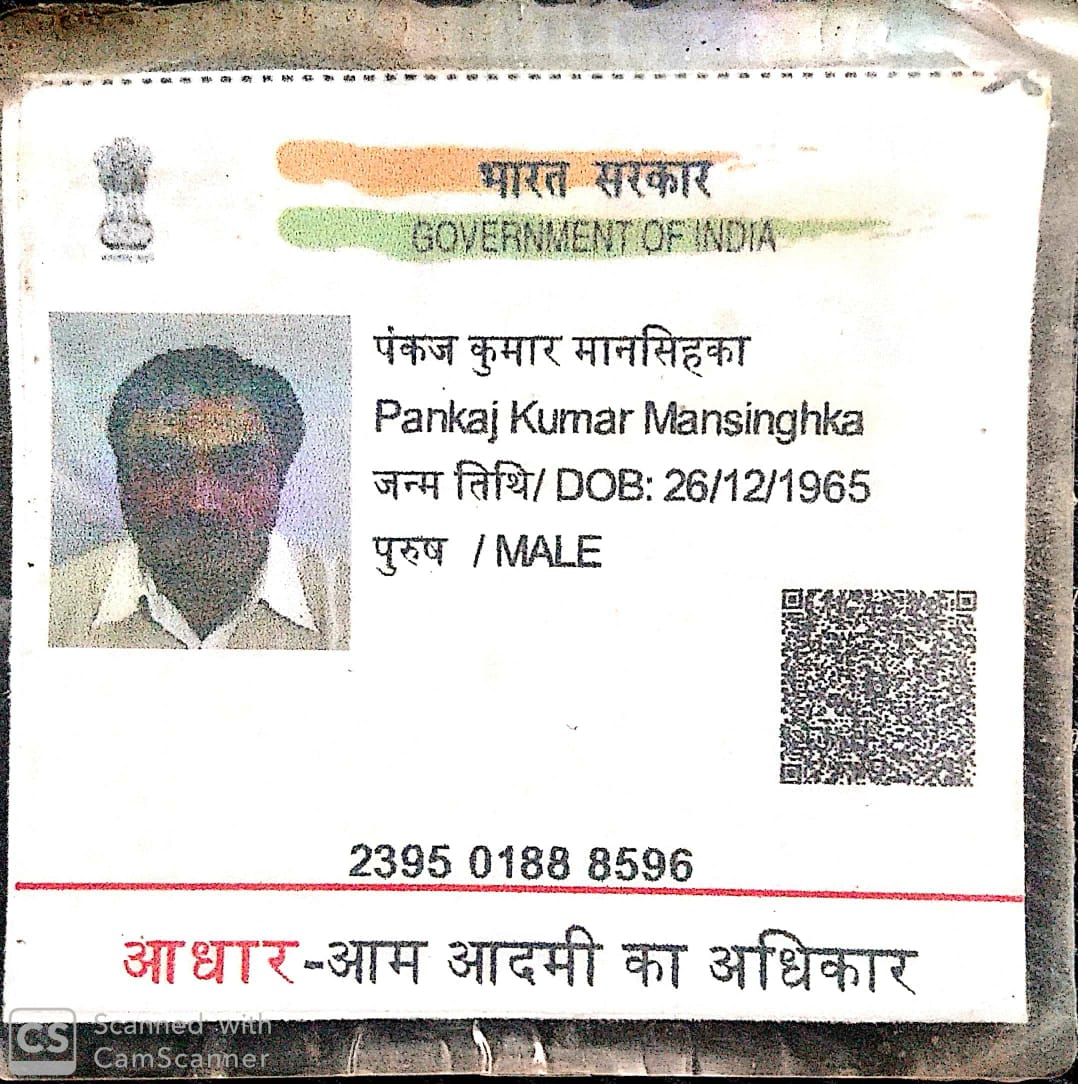 भारत सरकार
GOVERNMENT OF INDIA
पंकज कुमार मानसिहका
Pankaj Kumar Mansinghka
जन्म तिथि/ DOB: 26/12/1965
पुरुष / MALE
2395 0188 8596
आधार-आम आदमी का अधिकार
CS Scanned with
CamScanner